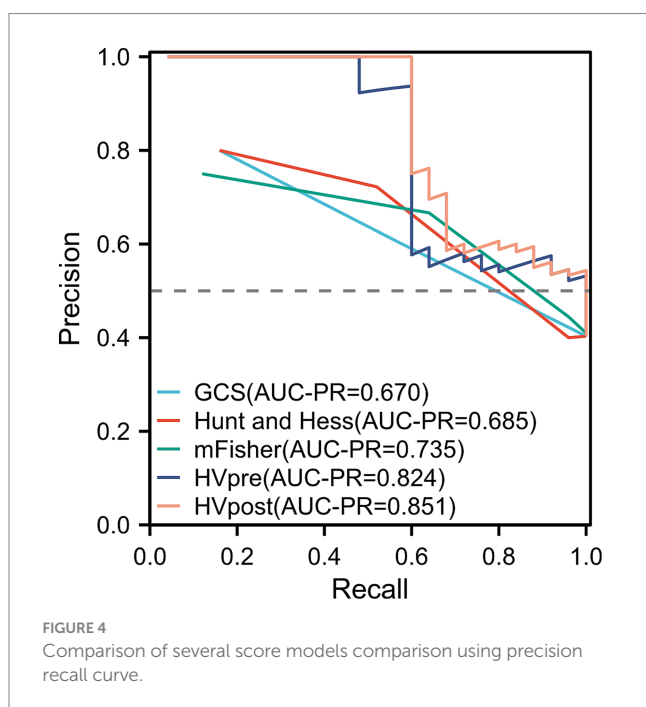 1.0
0.8
0.6
0.4
0.2
0.0
Precision
GCS(AUC-PR=0.670)
Hunt and Hess(AUC-PR=0.685)
mFisher(AUC-PR=0.735)
HVpre(AUC-PR=0.824)
HVpost(AUC-PR=0.851)
0.0 0.2 0.4 0.6 0.8 1.0
Recall
FIGURE 4
Comparison of several score models comparison using precision
recall curve.